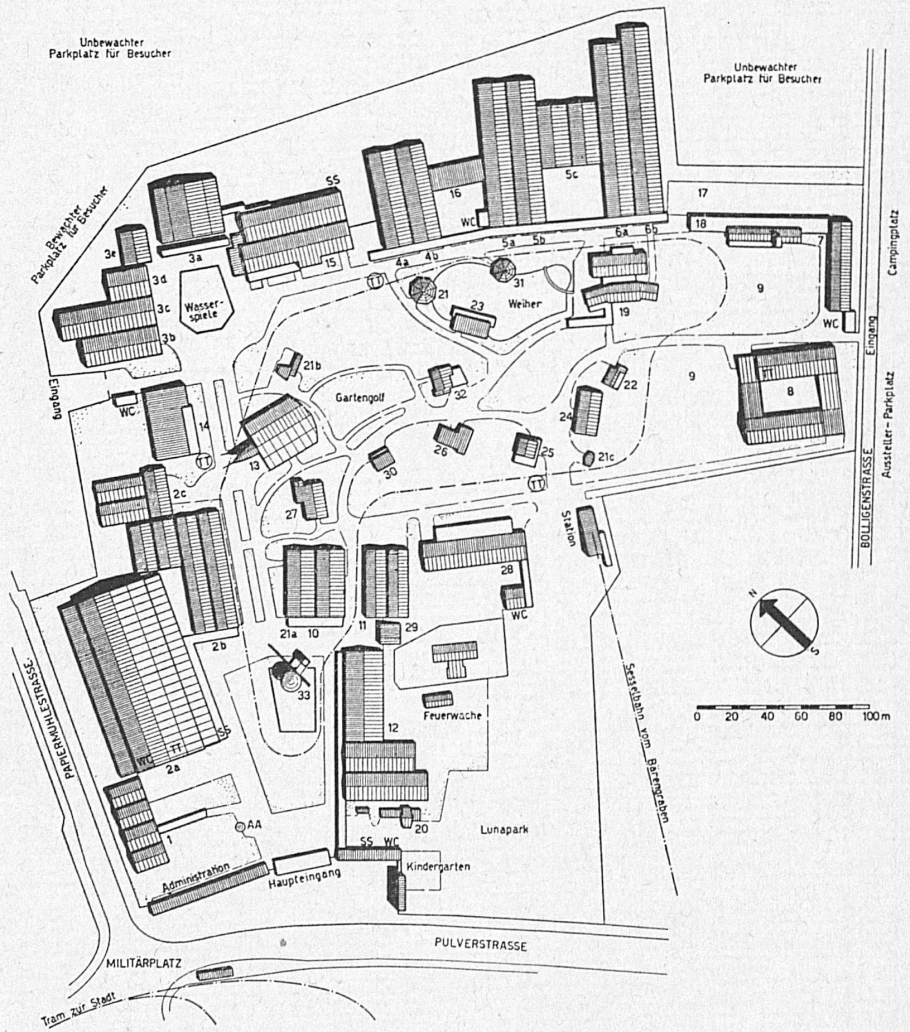 Unbewachter
Parkplatz für Besucher
Unbewachter
Parkplatz für Besucher
Bewachter
Parkplatz für Besucher
SS
16
5c
17
WC
18
7
Campingplatz
3e
3a
3d
3c
3b
15
4a
4b
5a
5b
6a
6b
Wasser-
spiele
TT
21
31
23
Weiher
19
9
WC
Eingang
Eingang
WC
14
21b
Gartengolf
32
22
9
TT
8
24
Aussteller-Parkplatz
13
TT
26
25
21c
30
2c
27
TT
BOLLIGENSTRASSE
Station
28
WC
21a
10
11
29
2b
N
S
33
PAPIERMÜHLESTRASSE
Feuerwache
12
Sesselbahn vom Bärengraben
0
20
40
60
80
100 m
WC
TT
SS
2a
1
AA
20
Lunapark
SS
WC
Administration
Haupteingang
Kindergarten
PULVERSTRASSE
MILITÄRPLATZ
Tram zur Stadt